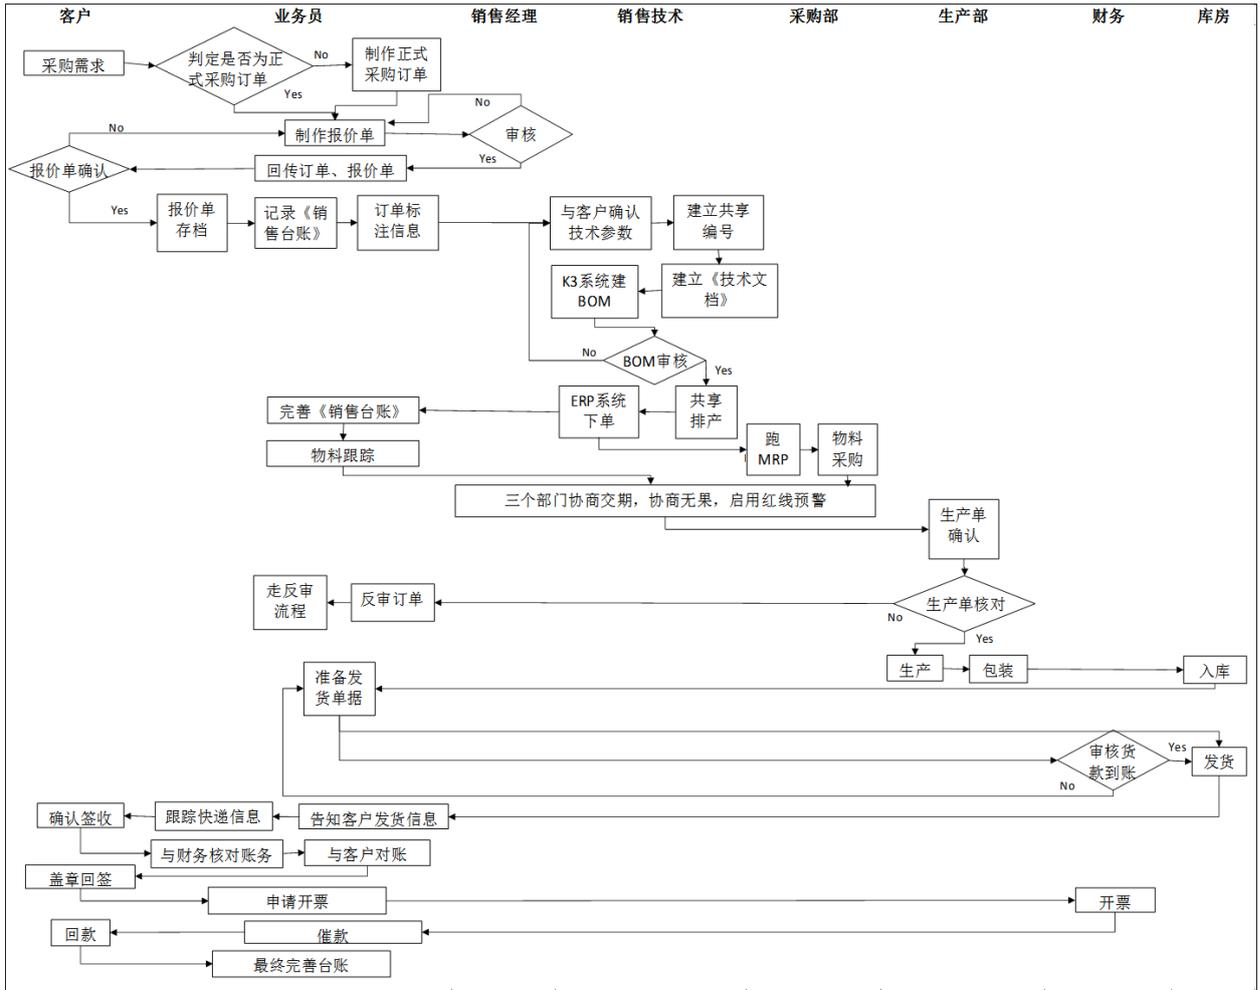 客户 业务员 销售经理 销售技术 采购部 生产部 财务 库房
采购需求
判定是否为正
式采购订单
No
制作正式
采购订单
Yes
No
No
制作报价单
审核
报价单确认
回传订单、报价单
Yes
Yes
报价单
存档
记录《销
售台账》
订单标
注信息
与客户确认
技术参数
建立共享
编号
K3系统建
BOM
建立《技术文
档》
No
BOM审核
Yes
完善《销售台账》
ERP系统
下单
共享
排产
物料跟踪
跑
MRP
物料
采购
三个部门协商交期，协商无果，启用红线预警
生产单
确认
走反审
流程
反审订单
生产单核对
No
Yes
生产
包装
入库
准备发
货单据
审核货
款到账
Yes
发货
No
确认签收
跟踪快递信息
告知客户发货信息
与财务核对账务
与客户对账
盖章回签
申请开票
开票
回款
催款
最终完善台账